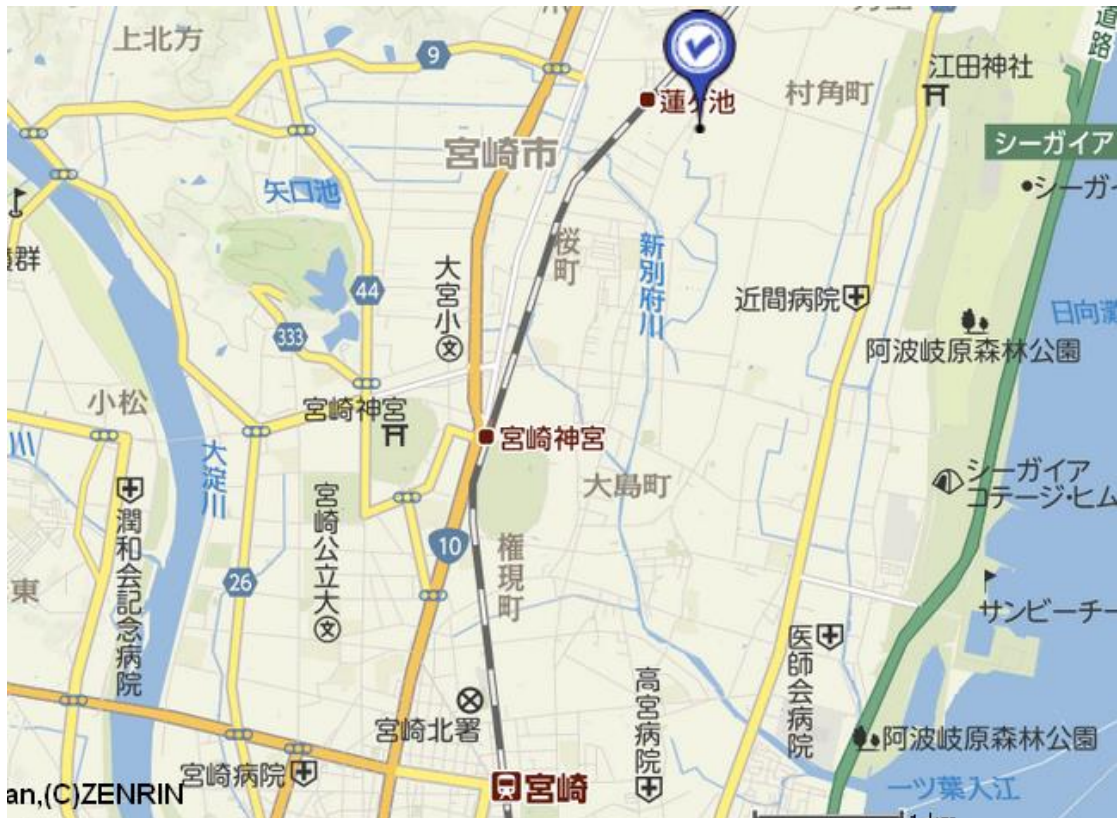 道路
上北方
9
江田神社
村角町
蓮ヶ池
シーガイア
宮崎市
シーガ
矢口池
桜町
新別府川
大宮小
文
44
近間病院
日向灘
333
阿波岐原森林公園
小松
宮崎神宮
宮崎神宮
川
大淀川
大島町
シーガイア
コテージ・ヒム
潤和会記念病院
宮崎公立大
文
10
権現町
26
東
サンビーチー
医師会病院
高宮病院
宮崎北署
阿波岐原森林公園
宮崎病院
宮崎
一ツ葉入江
an,(C)ZENRIN